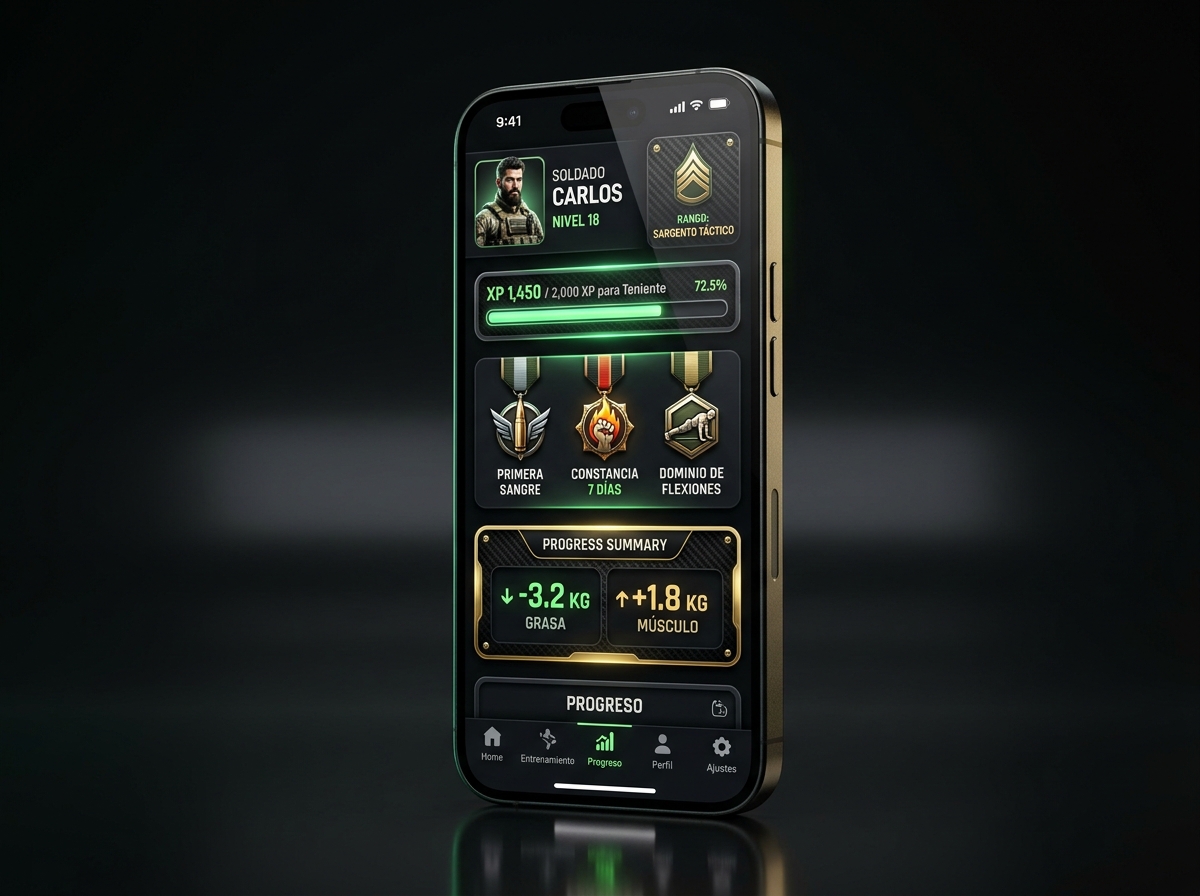 9:41
SOLDADO
CARLOS
NIVEL 18
RANGO:
SARGENTO TÁCTICO
XP 1,450 / 2,000 XP para Teniente 72.5%
PRIMERA
SANGRE
CONSTANCIA
7 DÍAS
DOMINIO DE
FLEXIONES
PROGRESS SUMMARY
↓ -3.2 KG
GRASA
↑ +1.8 KG
MÚSCULO
PROGRESO
Home
Entrenamiento
Progreso
Perfil
Ajustes